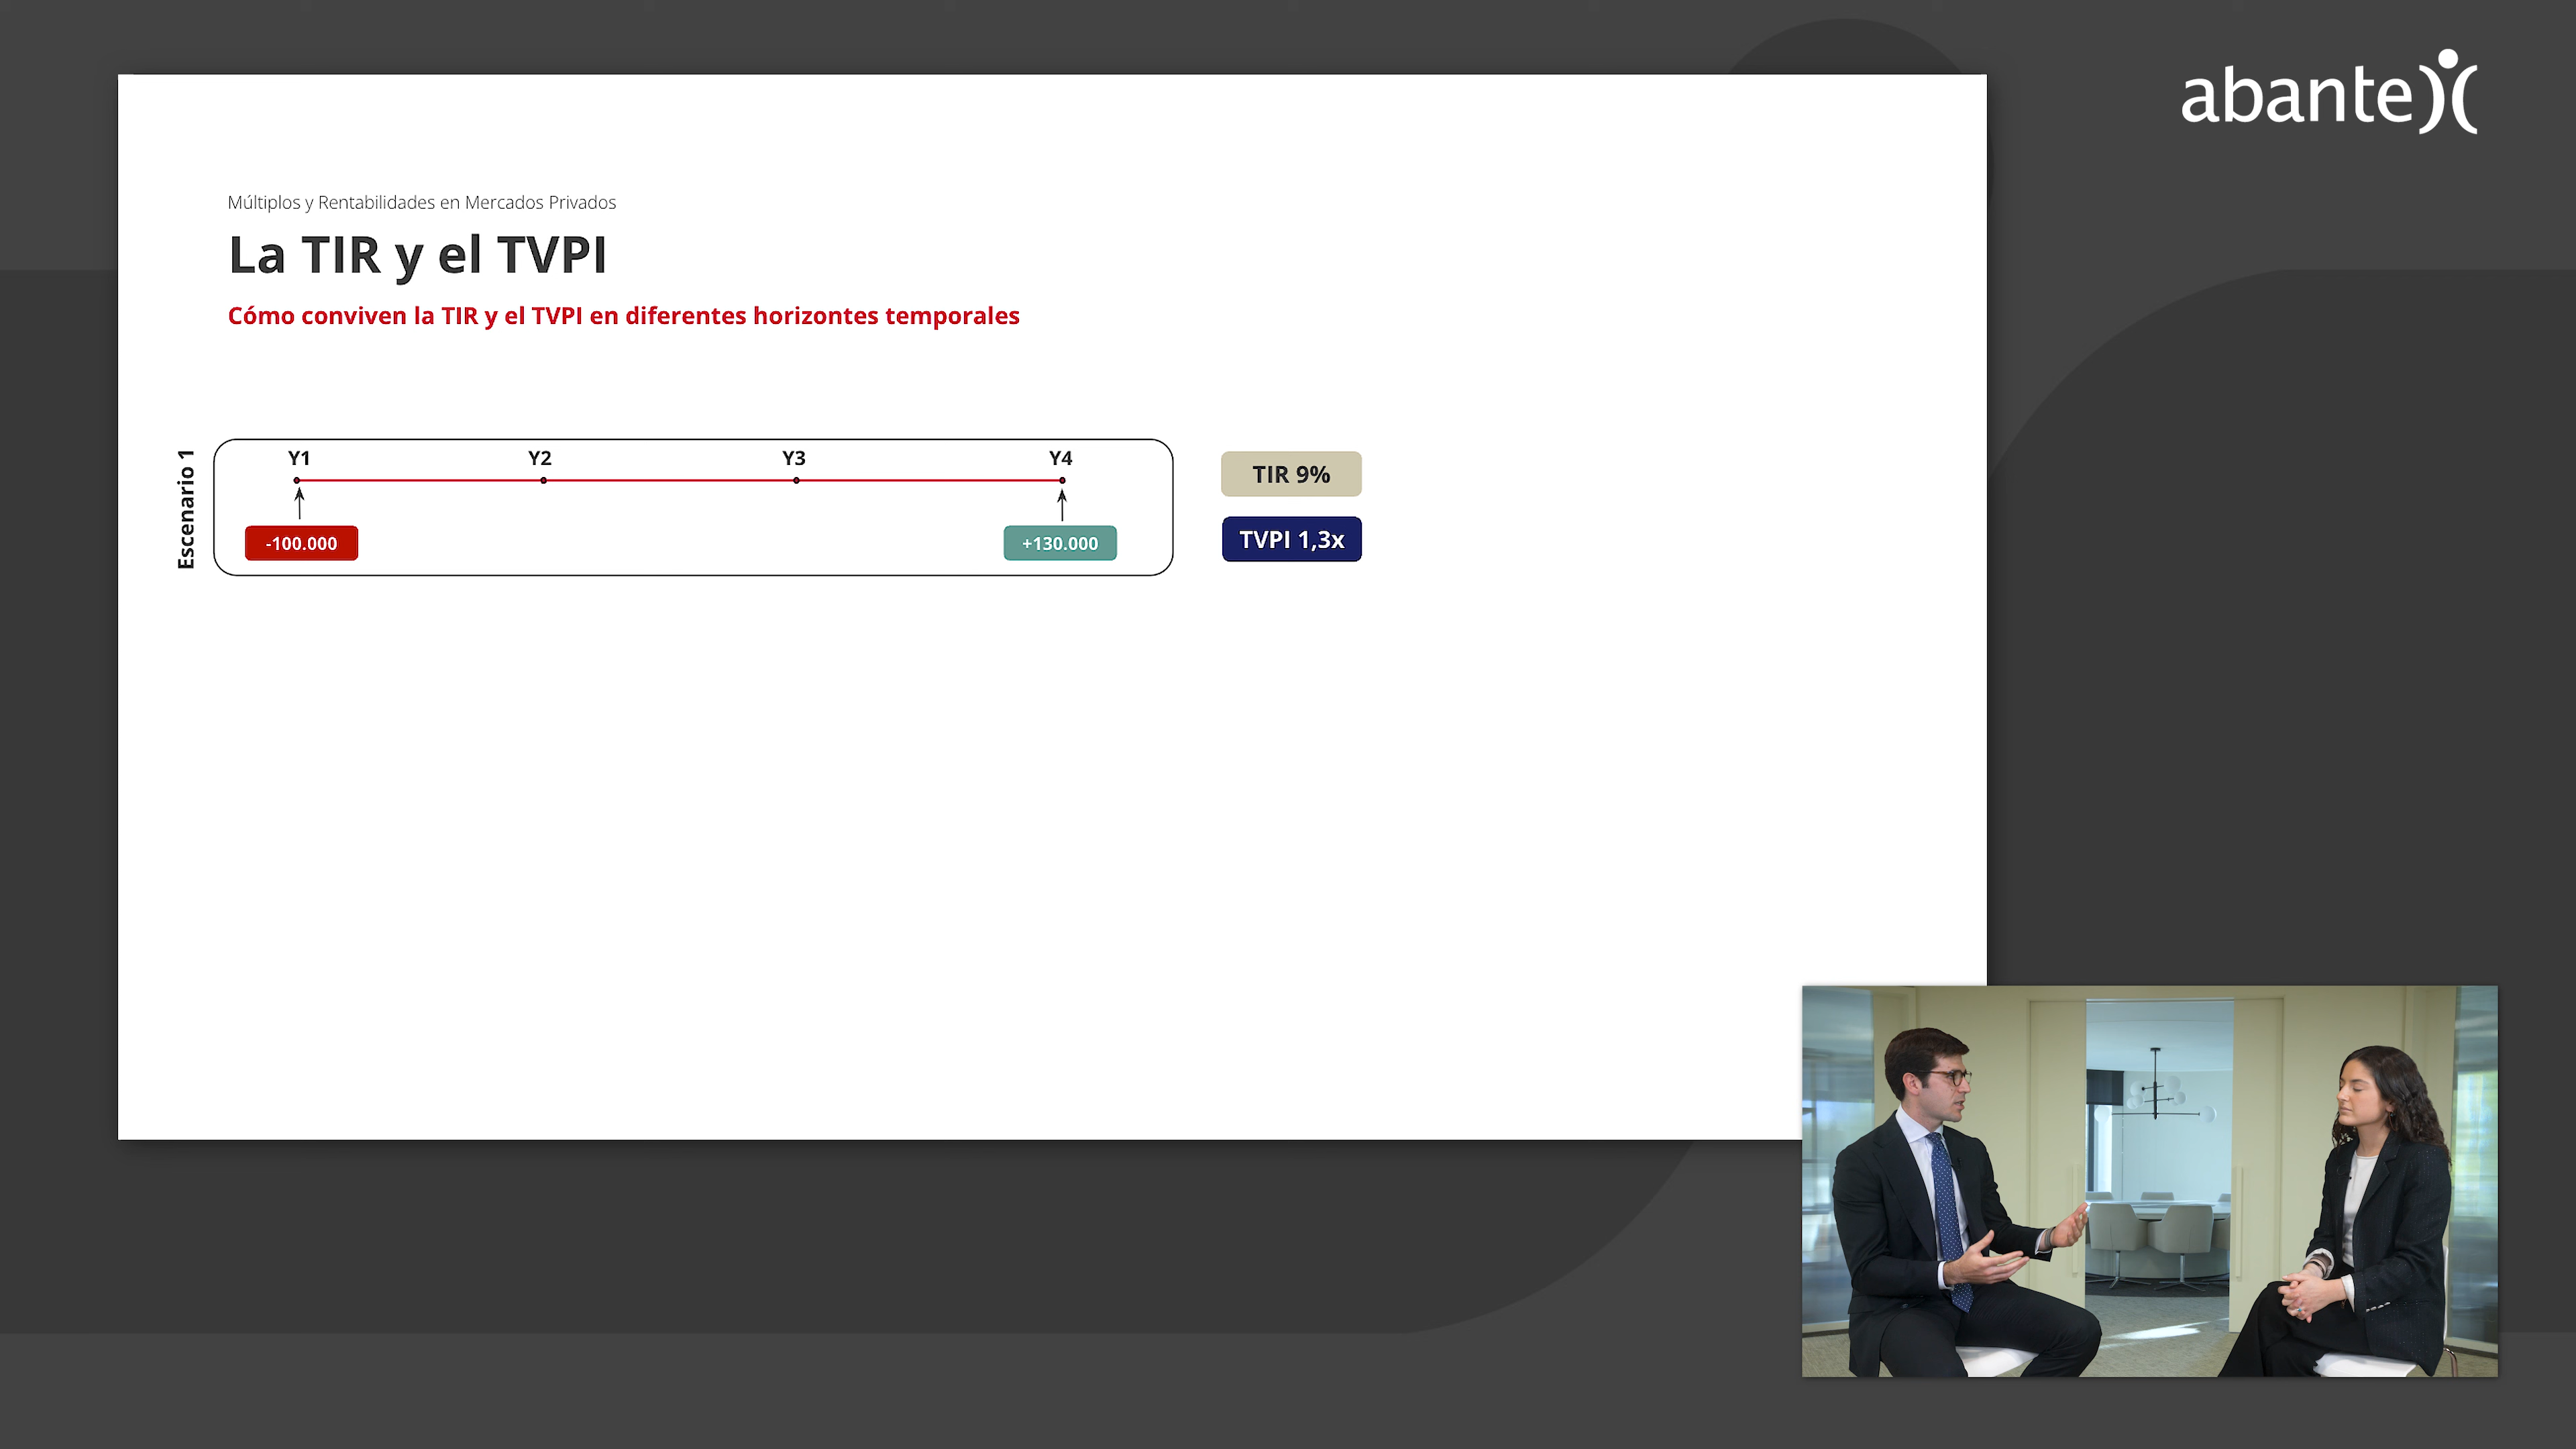 abante
Múltiplos y Rentabilidades en Mercados Privados
La TIR y el TVPI
Cómo conviven la TIR y el TVPI en diferentes horizontes temporales
Escenario 1
Y1 Y2 Y3 Y4
-100.000 +130.000
TIR 9%
TVPI 1,3x